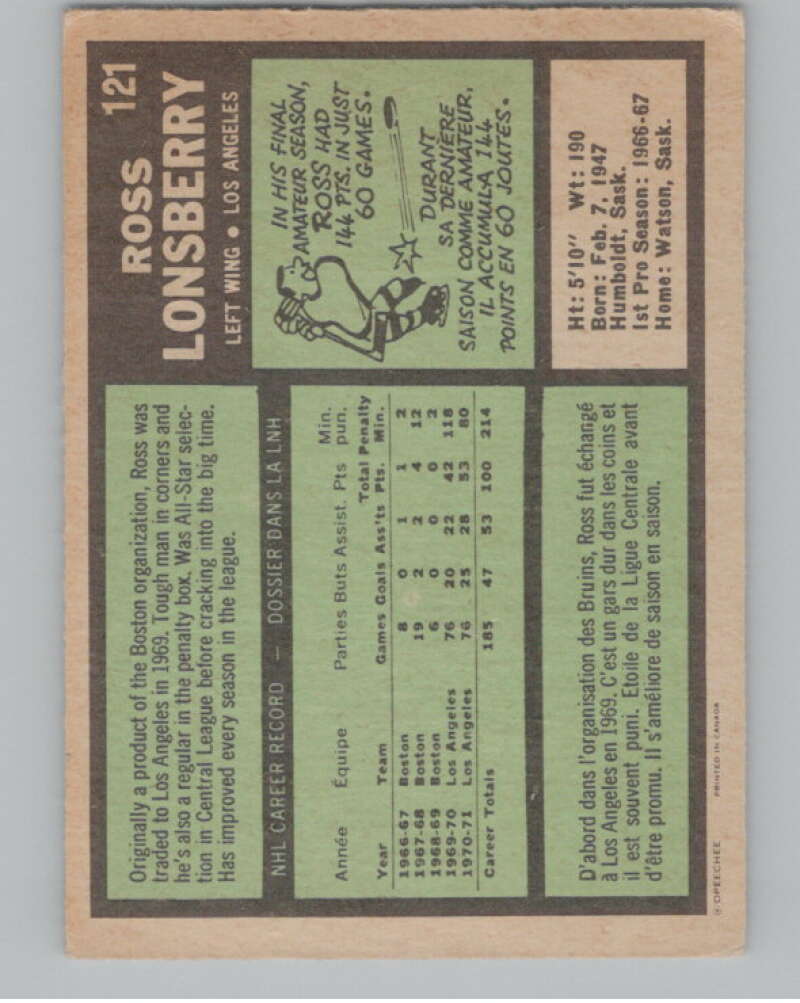 121
ROSS
LONSBERRY
LEFT WING • LOS ANGELES
Originally a product of the Boston organization, Ross was
traded to Los Angeles in 1969. Tough man in corners and
he's also a regular in the penalty box. Was All-Star selec-
tion in Central League before cracking into the big time.
Has improved every season in the league.
IN HIS FINAL
AMATEUR SEASON,
ROSS HAD
144 PTS. IN JUST
60 GAMES.
DURANT
SA DERNIÈRE
SAISON COMME AMATEUR,
IL ACCUMULA 144
POINTS EN 60 JOUTES.
NHL CAREER RECORD — DOSSIER DANS LA LNH
Année Équipe Parties Buts Assist. Pts Min. pun.
Year Team Games Goals Ass'ts Total Pts. Penalty Min.
1966-67 Boston 8 0 1 1 2
1967-68 Boston 19 2 2 4 12
1968-69 Boston 6 0 0 0 2
1969-70 Los Angeles 76 20 22 42 118
1970-71 Los Angeles 76 25 28 53 80
Career Totals 185 47 53 100 214
Ht: 5'10" Wt: 190
Born: Feb. 7, 1947
Humboldt, Sask.
1st Pro Season: 1966-67
Home: Watson, Sask.
D'abord dans l'organisation des Bruins, Ross fut échangé
à Los Angeles en 1969. C'est un gars dur dans les coins et
il est souvent puni. Etoile de la Ligue Centrale avant
d'être promu. Il s'améliore de saison en saison.
© OPEECHEE PRINTED IN CANADA